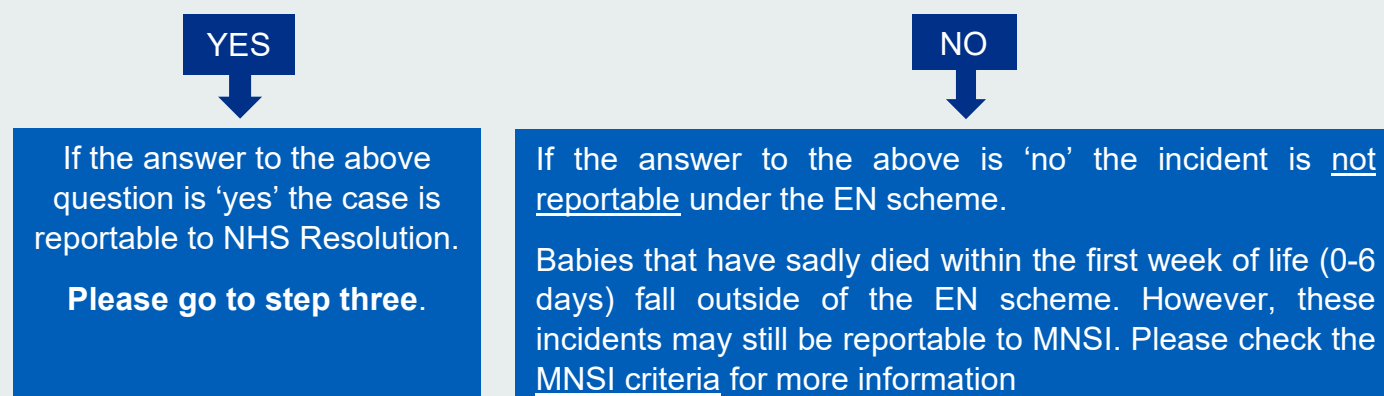 YES
If the answer to the above
question is ‘yes’ the case is
reportable to NHS Resolution.
Please go to step three.
NO
If the answer to the above is ‘no’ the incident is not
reportable under the EN scheme.
Babies that have sadly died within the first week of life (0-6
days) fall outside of the EN scheme. However, these
incidents may still be reportable to MNSI. Please check the
MNSI criteria for more information